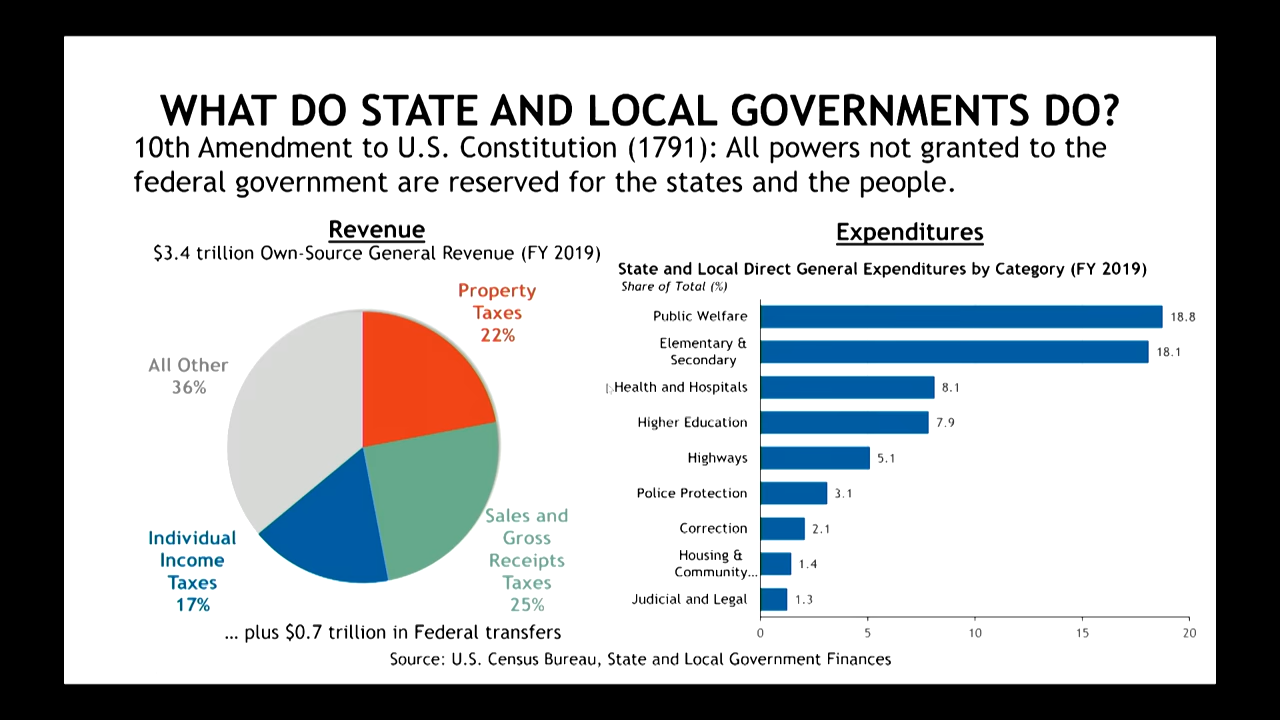 WHAT DO STATE AND LOCAL GOVERNMENTS DO?
10th Amendment to U.S. Constitution (1791): All powers not granted to the
federal government are reserved for the states and the people.
Revenue
$3.4 trillion Own-Source General Revenue (FY 2019)
Property
Taxes
22%
All Other
36%
Sales and
Gross
Receipts
Taxes
25%
Individual
Income
Taxes
17%
... plus $0.7 trillion in Federal transfers
Expenditures
State and Local Direct General Expenditures by Category (FY 2019)
Share of Total (%)
Public Welfare 18.8
Elementary &
Secondary 18.1
Health and Hospitals 8.1
Higher Education 7.9
Highways 5.1
Police Protection 3.1
Correction 2.1
Housing &
Community... 1.4
Judicial and Legal 1.3
0 5 10 15 20
Source: U.S. Census Bureau, State and Local Government Finances